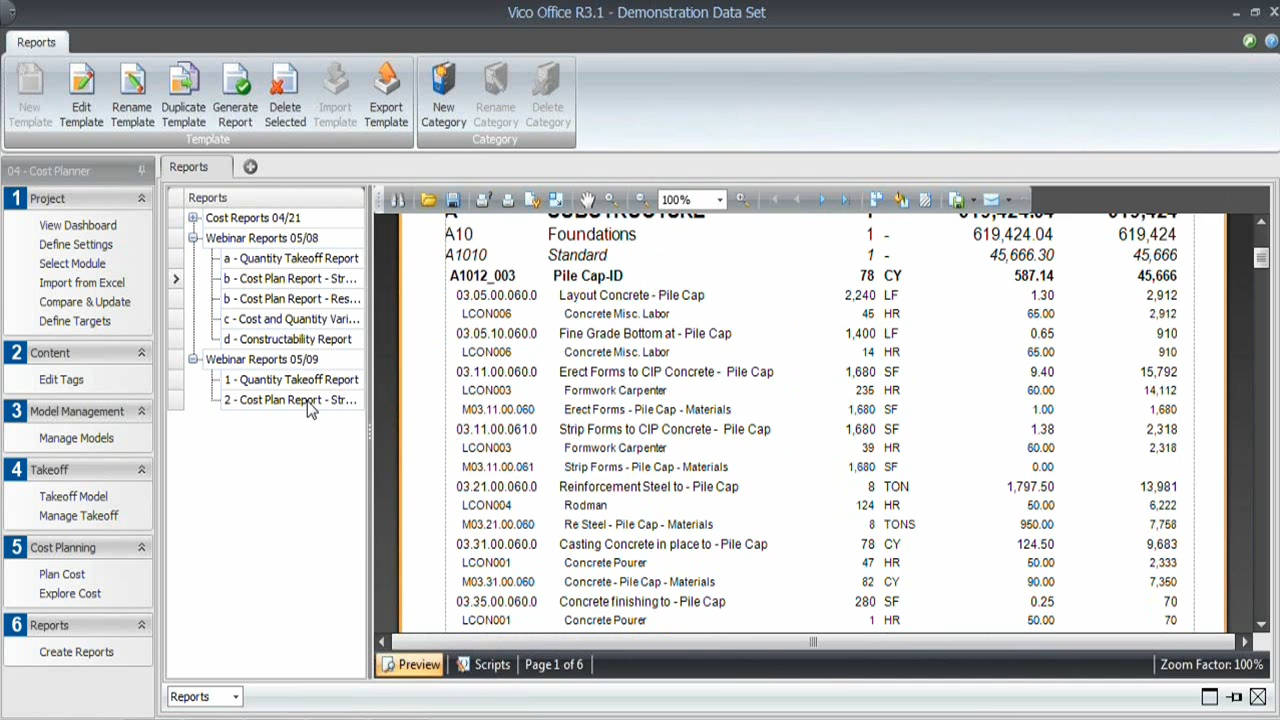 Vico Office R3.1 - Demonstration Data Set
Reports
New Template
Edit Template
Rename Template
Duplicate Template
Generate Report
Delete Selected
Import Template
Export Template
New Category
Rename Category
Delete Category
Template
Category
04 - Cost Planner
1 Project
View Dashboard
Define Settings
Select Module
Import from Excel
Compare & Update
Define Targets
2 Content
Edit Tags
3 Model Management
Manage Models
4 Takeoff
Takeoff Model
Manage Takeoff
5 Cost Planning
Plan Cost
Explore Cost
6 Reports
Create Reports
Reports
Reports
Cost Reports 04/21
Webinar Reports 05/08
a - Quantity Takeoff Report
b - Cost Plan Report - Str...
b - Cost Plan Report - Res...
c - Cost and Quantity Vari...
d - Constructability Report
Webinar Reports 05/09
1 - Quantity Takeoff Report
2 - Cost Plan Report - Str...
100%
A SUBSTRUCTURE 1 - 619,424.04 619,424
A10 Foundations 1 - 619,424.04 619,424
A1010 Standard 1 - 45,666.30 45,666
A1012_003 Pile Cap-ID 78 CY 587.14 45,666
03.05.00.060.0 Layout Concrete - Pile Cap 2,240 LF 1.30 2,912
LCON006 Concrete Misc. Labor 45 HR 65.00 2,912
03.05.10.060.0 Fine Grade Bottom at - Pile Cap 1,400 LF 0.65 910
LCON006 Concrete Misc. Labor 14 HR 65.00 910
03.11.00.060.0 Erect Forms to CIP Concrete - Pile Cap 1,680 SF 9.40 15,792
LCON003 Formwork Carpenter 235 HR 60.00 14,112
M03.11.00.060 Erect Forms - Pile Cap - Materials 1,680 SF 1.00 1,680
03.11.00.061.0 Strip Forms to CIP Concrete - Pile Cap 1,680 SF 1.38 2,318
LCON003 Formwork Carpenter 39 HR 60.00 2,318
M03.11.00.061 Strip Forms - Pile Cap - Materials 1,680 SF 0.00
03.21.00.060.0 Reinforcement Steel to - Pile Cap 8 TON 1,797.50 13,981
LCON004 Rodman 124 HR 50.00 6,222
M03.21.00.060 Re Steel - Pile Cap - Materials 8 TONS 950.00 7,758
03.31.00.060.0 Casting Concrete in place to - Pile Cap 78 CY 124.50 9,683
LCON001 Concrete Pourer 47 HR 50.00 2,333
M03.31.00.060 Concrete - Pile Cap - Materials 82 CY 90.00 7,350
03.35.00.060.0 Concrete finishing to - Pile Cap 280 SF 0.25 70
LCON001 Concrete Pourer 1 HR 50.00 70
Preview Scripts Page 1 of 6 Zoom Factor: 100%
Reports